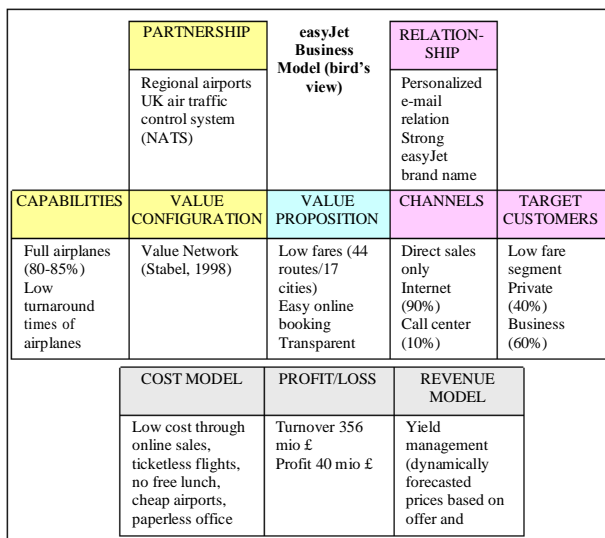 PARTNERSHIP
Regional airports
UK air traffic
control system
(NATS)
easyJet
Business
Model (bird's
view)
RELATION-
SHIP
Personalized
e-mail
relation
Strong
easyJet
brand name
CAPABILITIES
Full airplanes
(80-85%)
Low
turnaround
times of
airplanes
VALUE
CONFIGURATION
Value Network
(Stabel, 1998)
VALUE
PROPOSITION
Low fares (44
routes/17
cities)
Easy online
booking
Transparent
CHANNELS
Direct sales
only
Internet
(90%)
Call center
(10%)
TARGET
CUSTOMERS
Low fare
segment
Private
(40%)
Business
(60%)
COST MODEL
Low cost through
online sales,
ticketless flights,
no free lunch,
cheap airports,
paperless office
PROFIT/LOSS
Turnover 356
mio £
Profit 40 mio £
REVENUE
MODEL
Yield
management
(dynamically
forecasted
prices based on
offer and